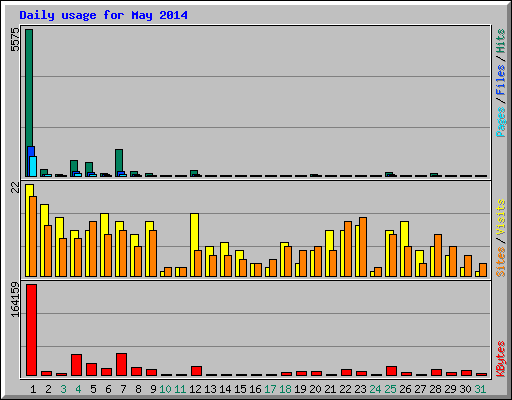 Daily usage for May 2014
5575
Pages / Files / Hits
22
Sites / Visits
164159
KBytes
1 2 3 4 5 6 7 8 9 10 11 12 13 14 15 16 17 18 19 20 21 22 23 24 25 26 27 28 29 30 31